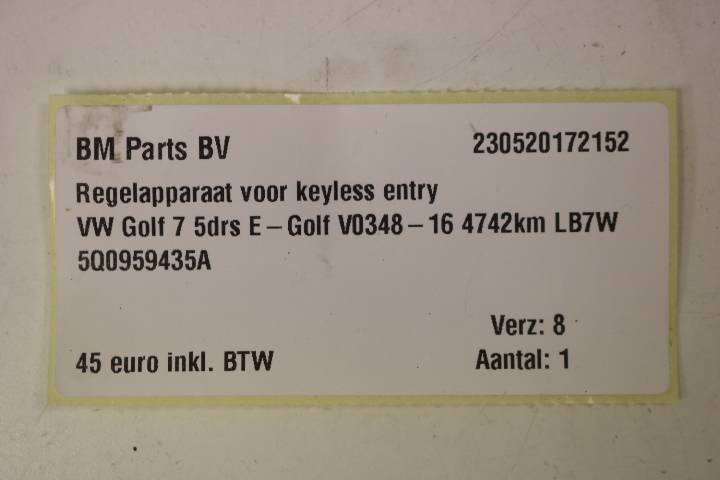 BM Parts BV 230520172152
Regelapparaat voor keyless entry
VW Golf 7 5drs E-Golf V0348-16 4742km LB7W
5Q0959435A
Verz: 8
45 euro inkl. BTW Aantal: 1